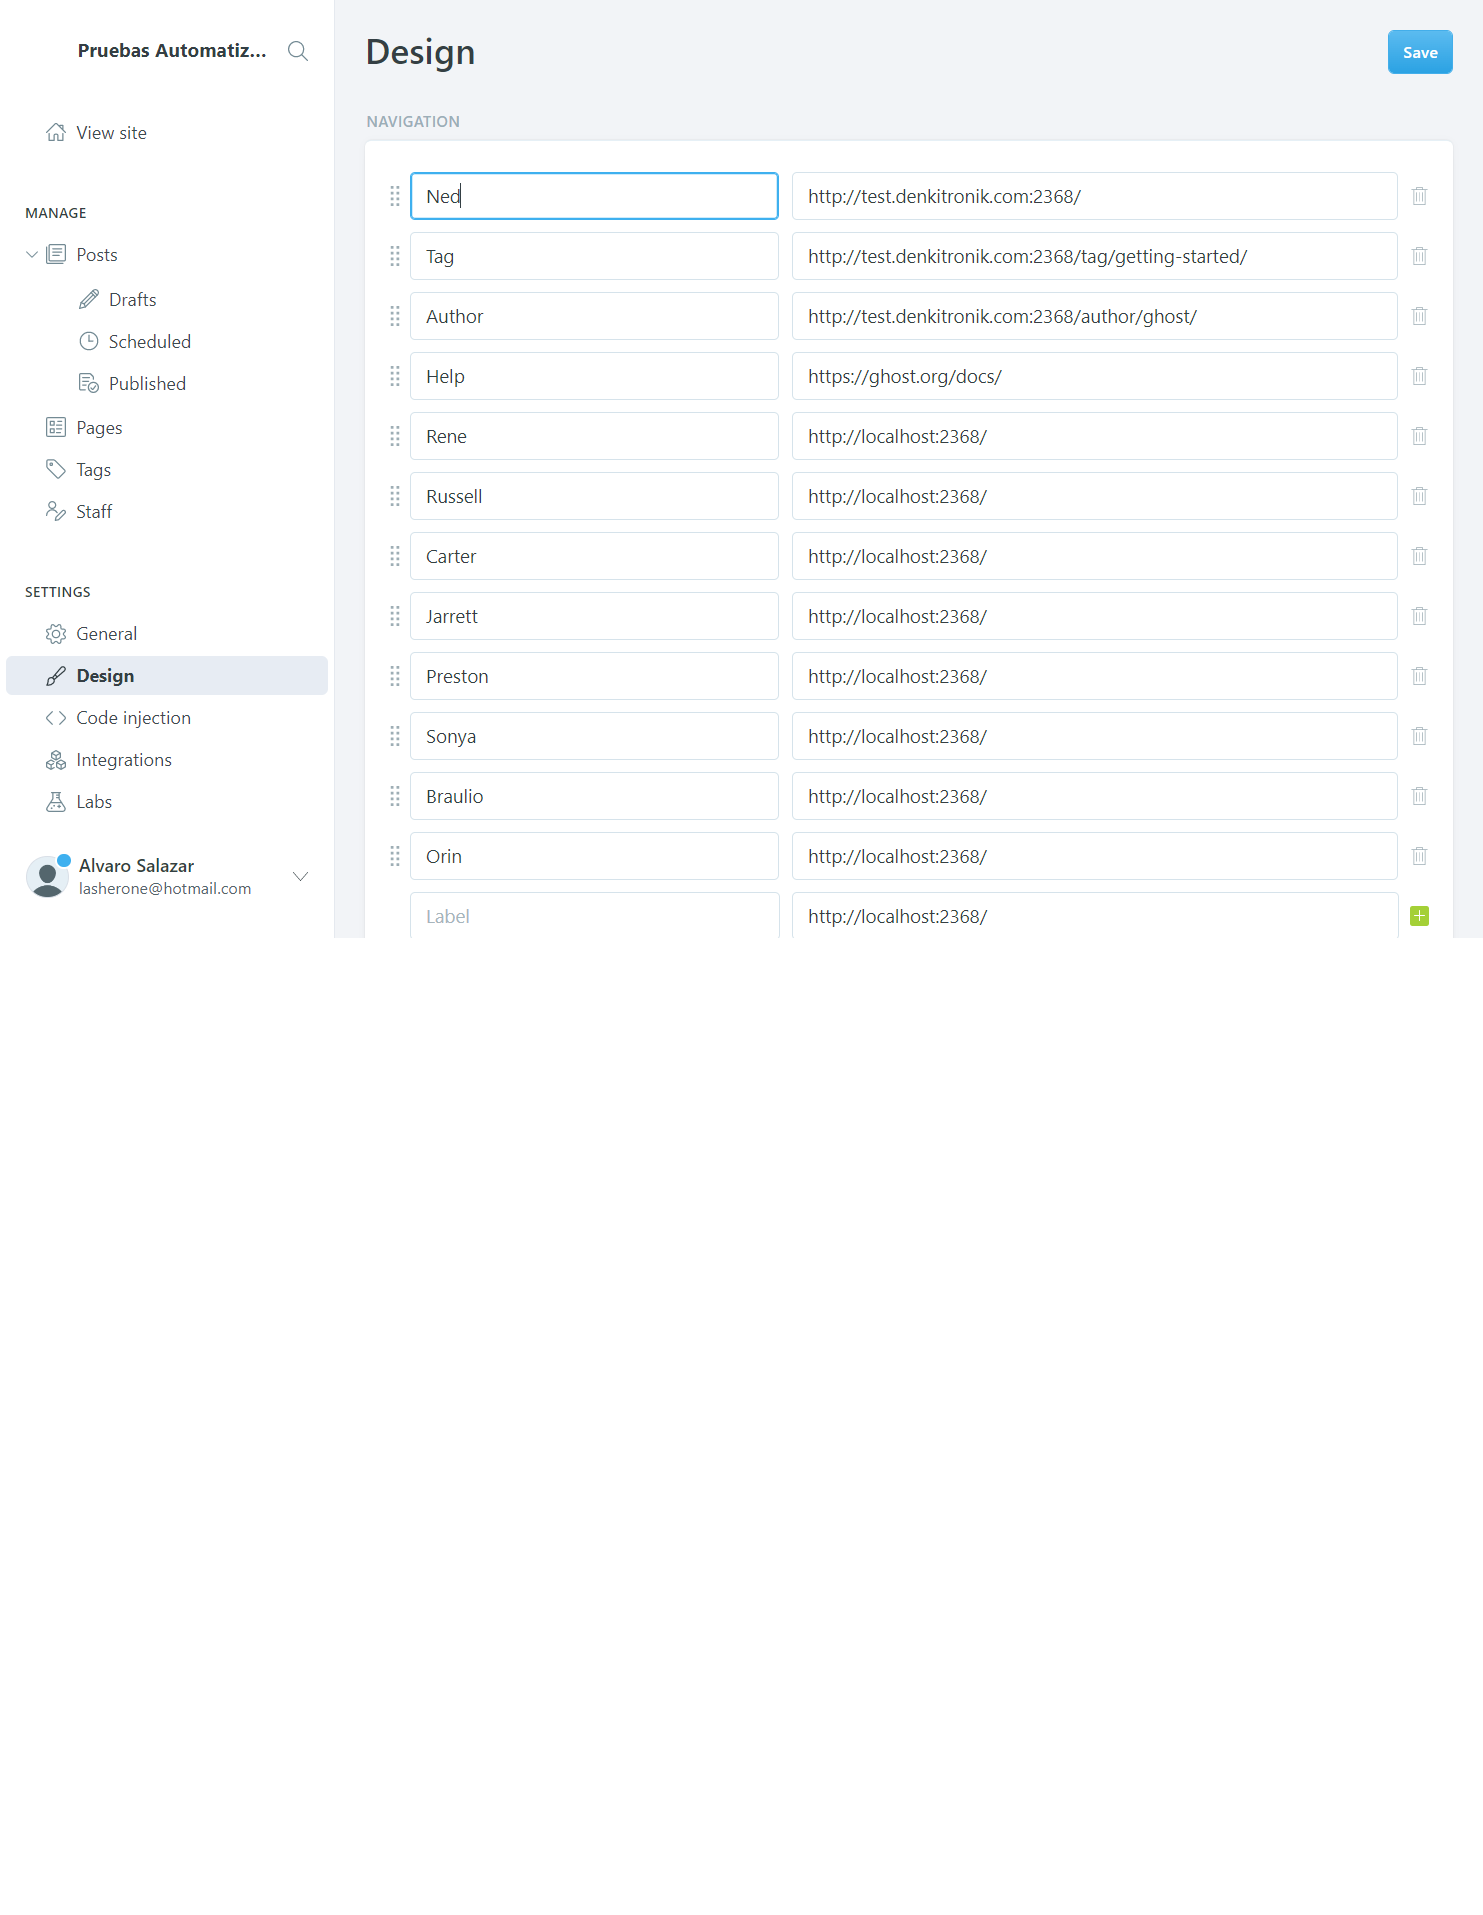 Pruebas Automatiz...
View site
MANAGE
Posts
Drafts
Scheduled
Published
Pages
Tags
Staff
SETTINGS
General
Design
Code injection
Integrations
Labs
Alvaro Salazar
lasherone@hotmail.com
Design
Save
NAVIGATION
Ned http://test.denkitronik.com:2368/
Tag http://test.denkitronik.com:2368/tag/getting-started/
Author http://test.denkitronik.com:2368/author/ghost/
Help https://ghost.org/docs/
Rene http://localhost:2368/
Russell http://localhost:2368/
Carter http://localhost:2368/
Jarrett http://localhost:2368/
Preston http://localhost:2368/
Sonya http://localhost:2368/
Braulio http://localhost:2368/
Orin http://localhost:2368/
Label http://localhost:2368/